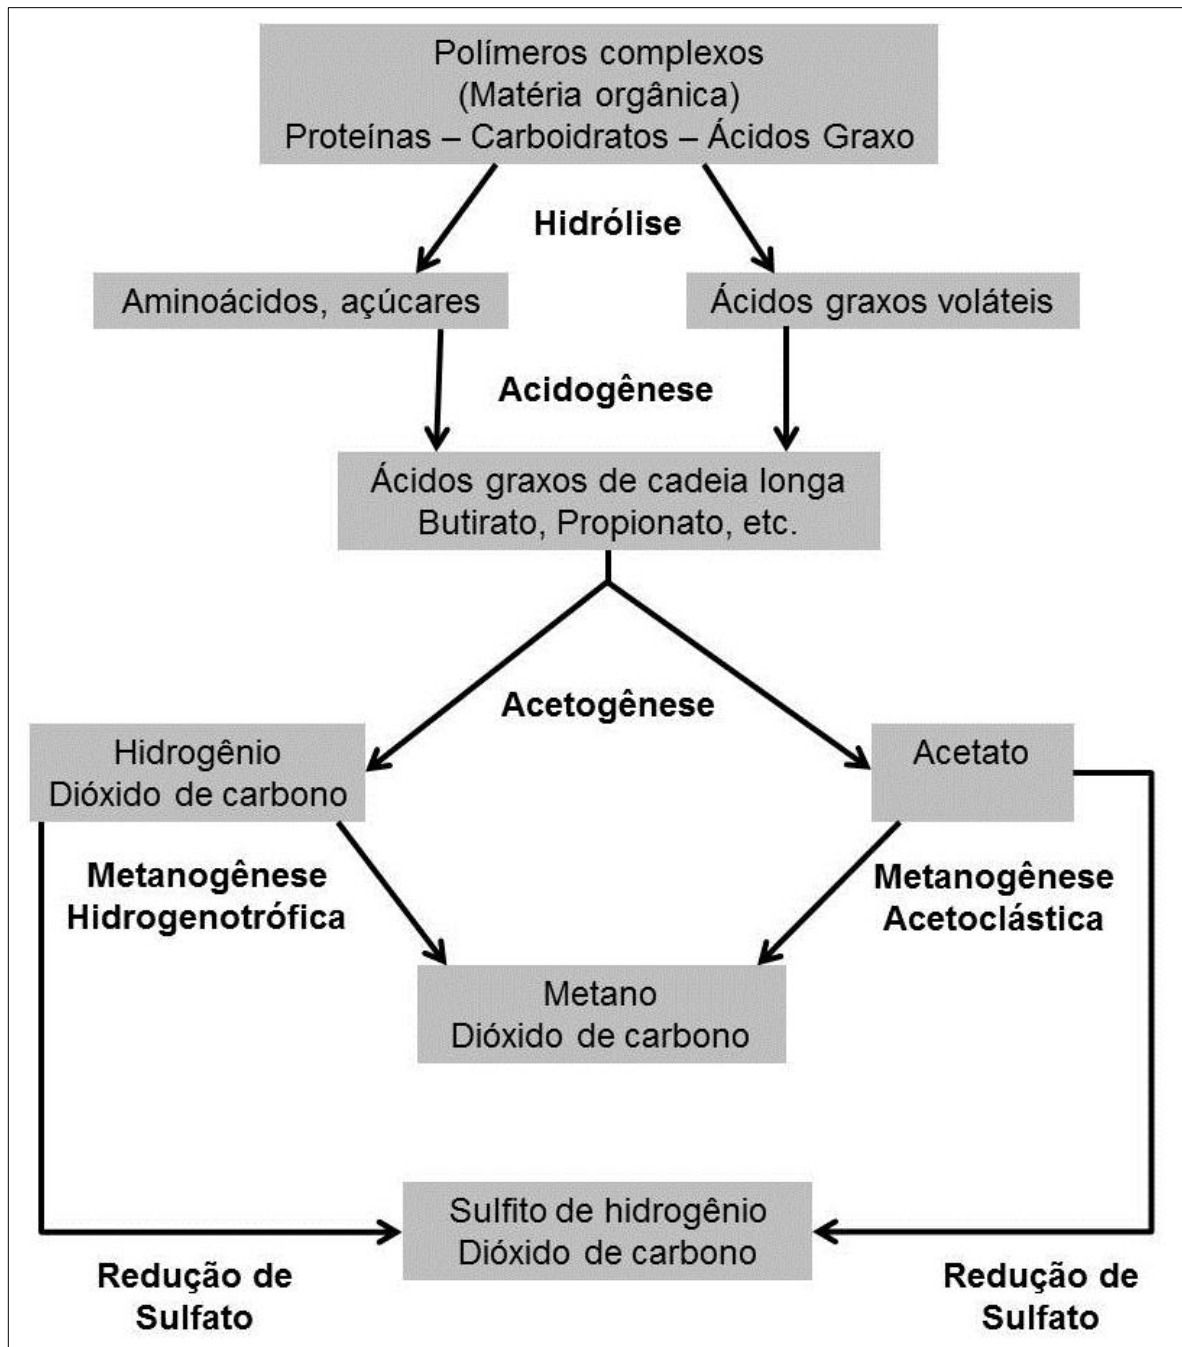 Polímeros complexos
(Matéria orgânica)
Proteínas – Carboidratos – Ácidos Graxo
Hidrólise
Aminoácidos, açúcares
Ácidos graxos voláteis
Acidogênese
Ácidos graxos de cadeia longa
Butirato, Propionato, etc.
Acetogênese
Hidrogênio
Dióxido de carbono
Acetato
Metanogênese
Hidrogenotrófica
Metanogênese
Acetoclástica
Metano
Dióxido de carbono
Sulfito de hidrogênio
Dióxido de carbono
Redução de
Sulfato
Redução de
Sulfato